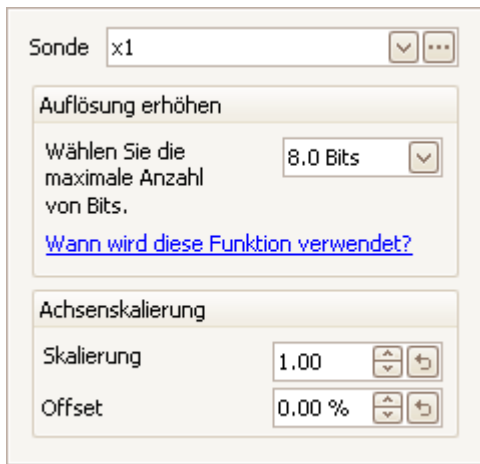 Sonde x1
Auflösung erhöhen
Wählen Sie die
maximale Anzahl
von Bits.
8.0 Bits
Wann wird diese Funktion verwendet?
Achsenskalierung
Skalierung 1.00
Offset 0.00 %